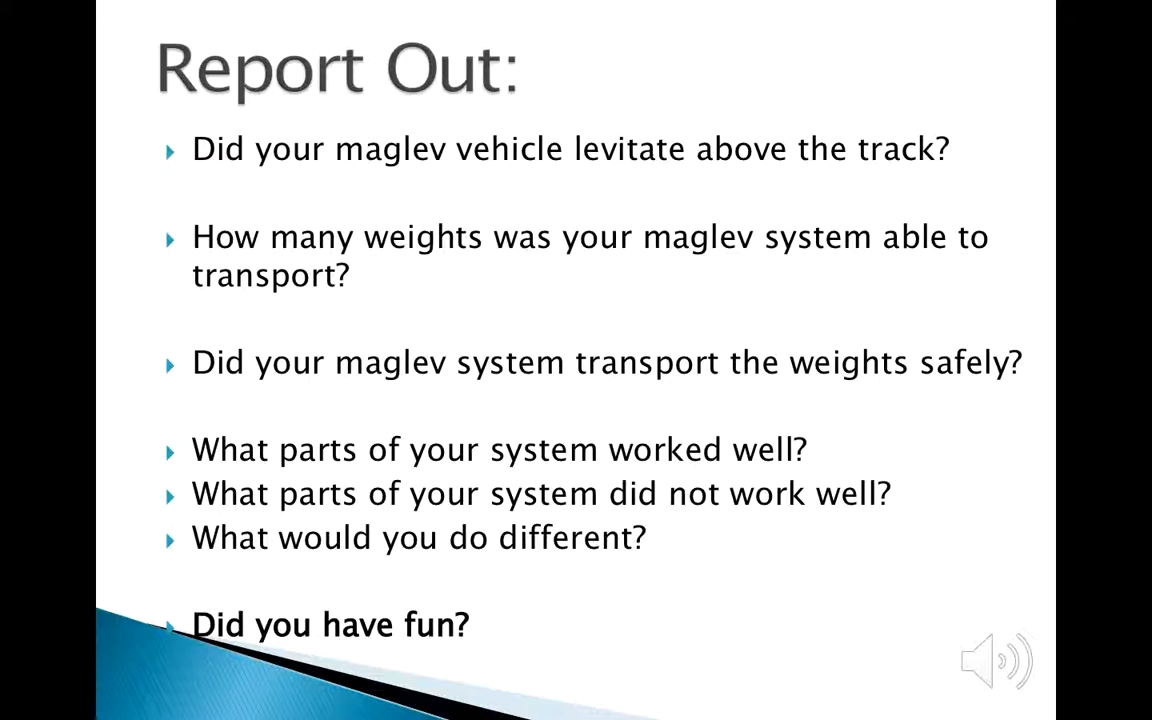 Report Out:
Did your maglev vehicle levitate above the track?
How many weights was your maglev system able to
transport?
Did your maglev system transport the weights safely?
What parts of your system worked well?
What parts of your system did not work well?
What would you do different?
Did you have fun?